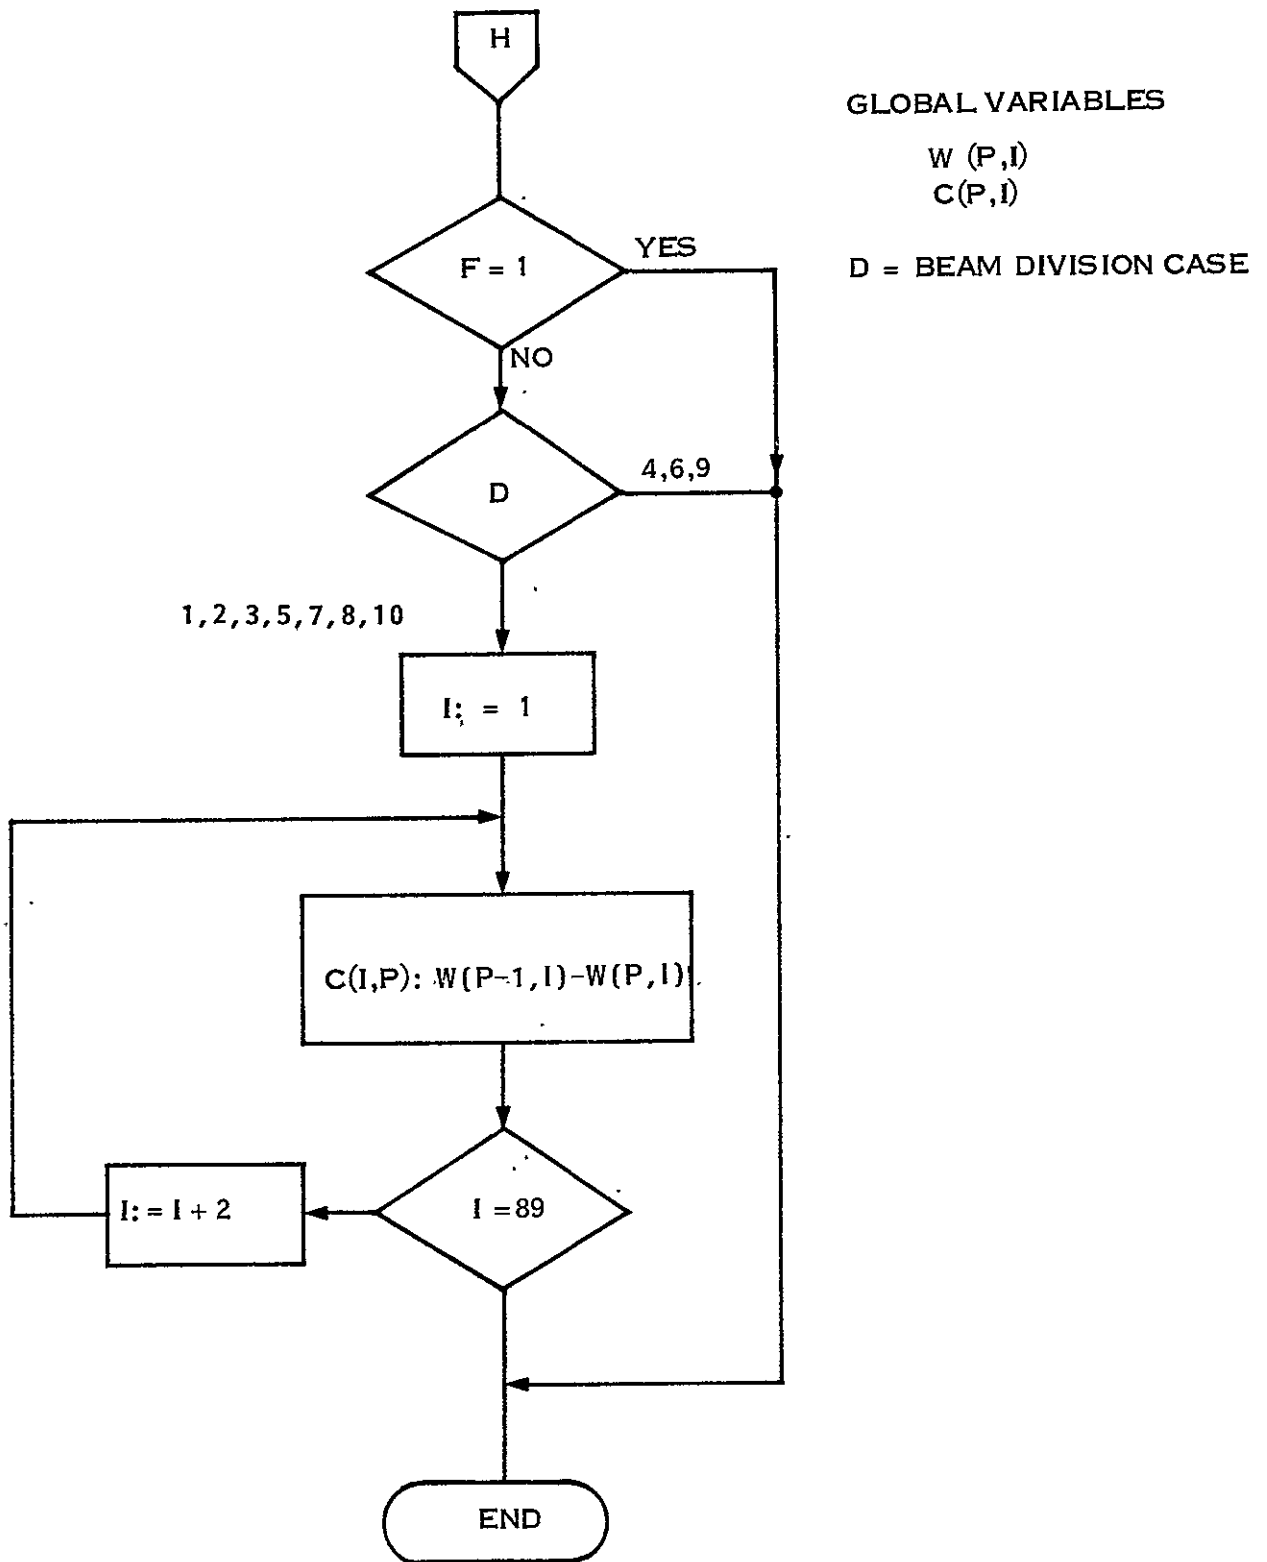 H
GLOBAL VARIABLES
W (P,I)
C(P,I)
F = 1
YES
D = BEAM DIVISION CASE
NO
D
4,6,9
1,2,3,5,7,8,10
I: = 1
C(I,P): W(P-1,I)-W(P,I)
I = 89
I: = I + 2
END